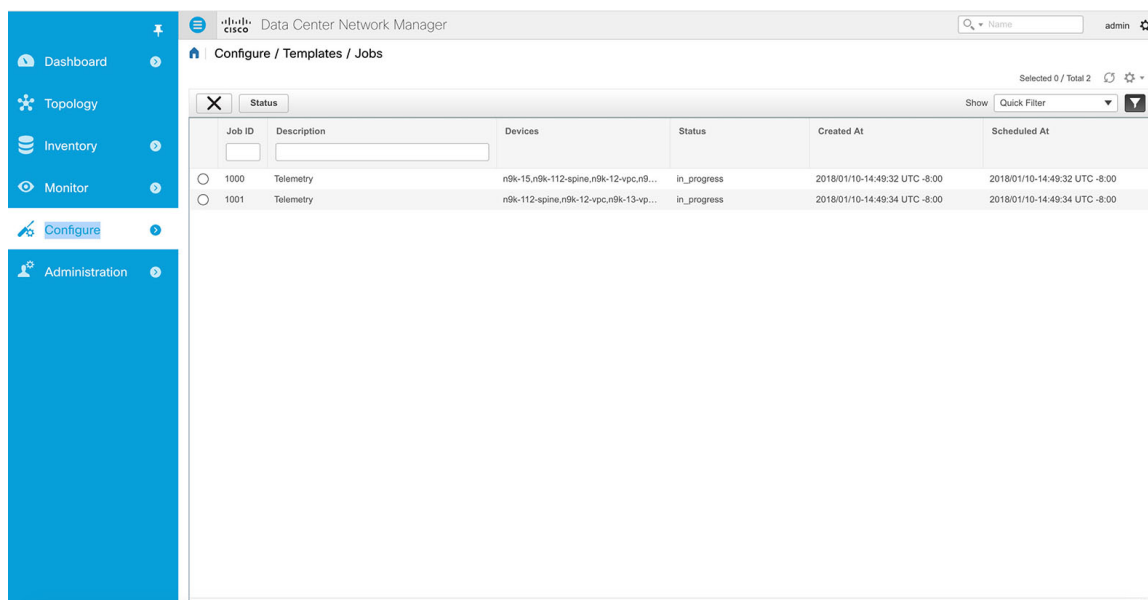 cisco Data Center Network Manager
Name
admin
Configure / Templates / Jobs
Dashboard
Topology
Inventory
Monitor
Configure
Administration
Selected 0 / Total 2
Status
Show Quick Filter
Job ID Description Devices Status Created At Scheduled At
1000 Telemetry n9k-15,n9k-112-spine,n9k-12-vpc,n9... in_progress 2018/01/10-14:49:32 UTC -8:00 2018/01/10-14:49:32 UTC -8:00
1001 Telemetry n9k-112-spine,n9k-12-vpc,n9k-13-vp... in_progress 2018/01/10-14:49:34 UTC -8:00 2018/01/10-14:49:34 UTC -8:00